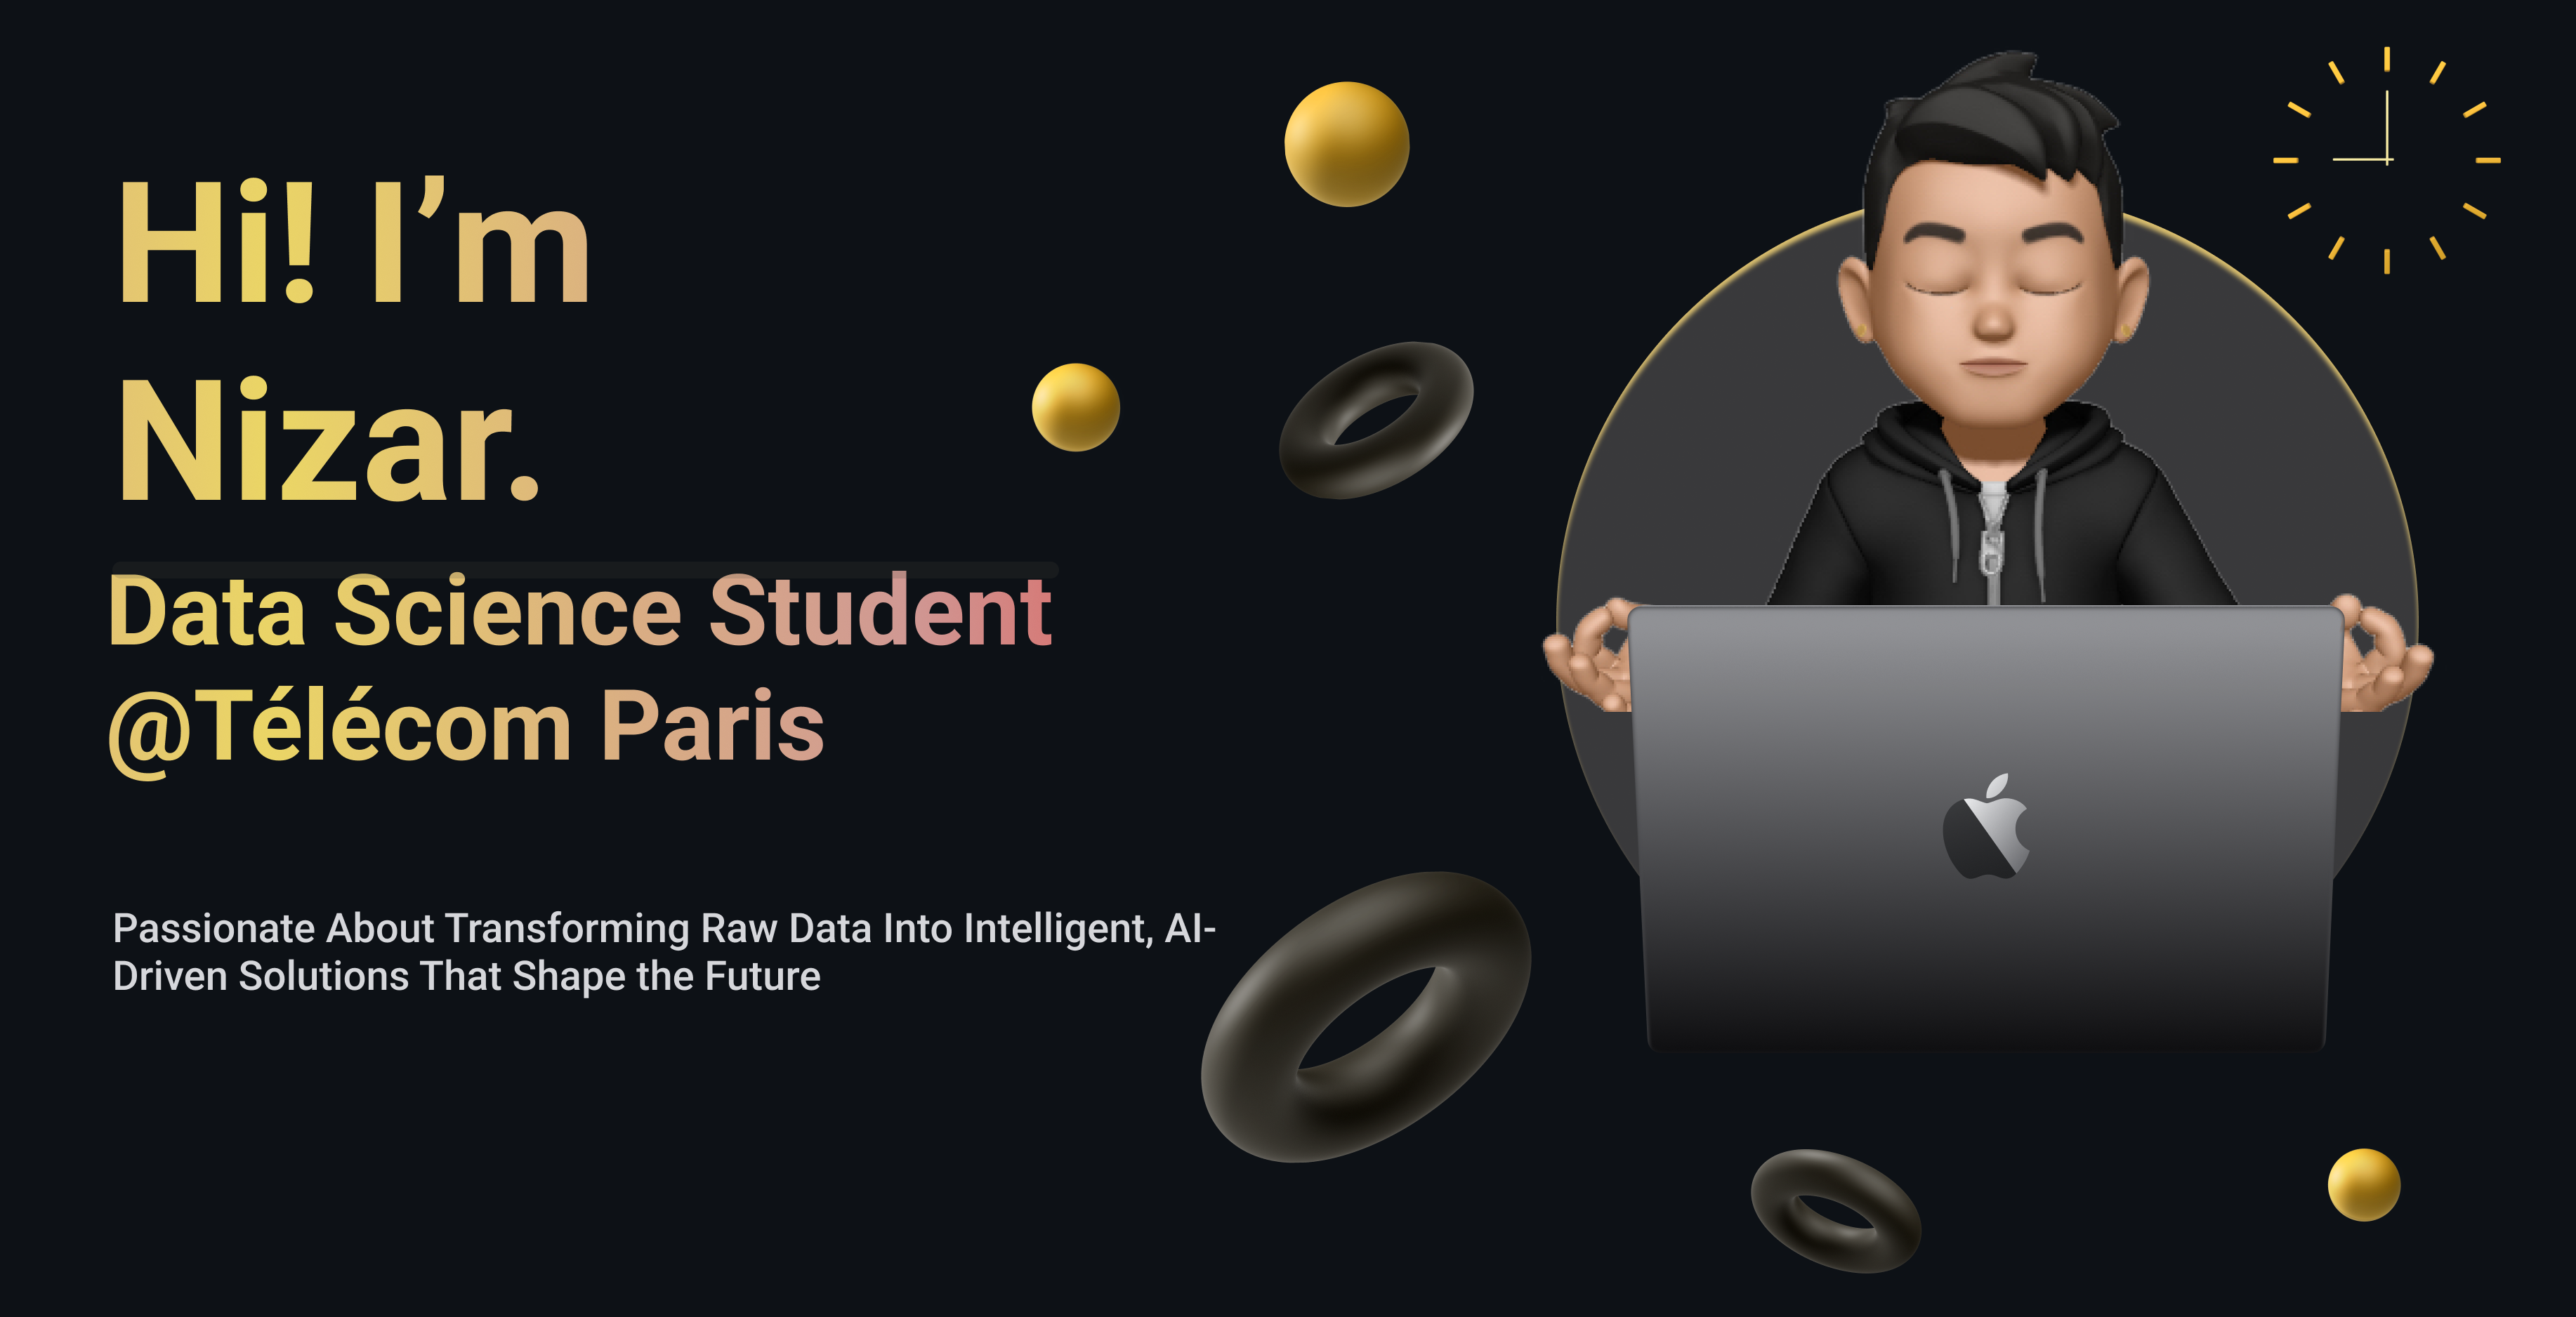 Hi! I’m
Nizar.
Data Science Student
@Télécom Paris
Passionate About Transforming Raw Data Into Intelligent, AI-
Driven Solutions That Shape the Future